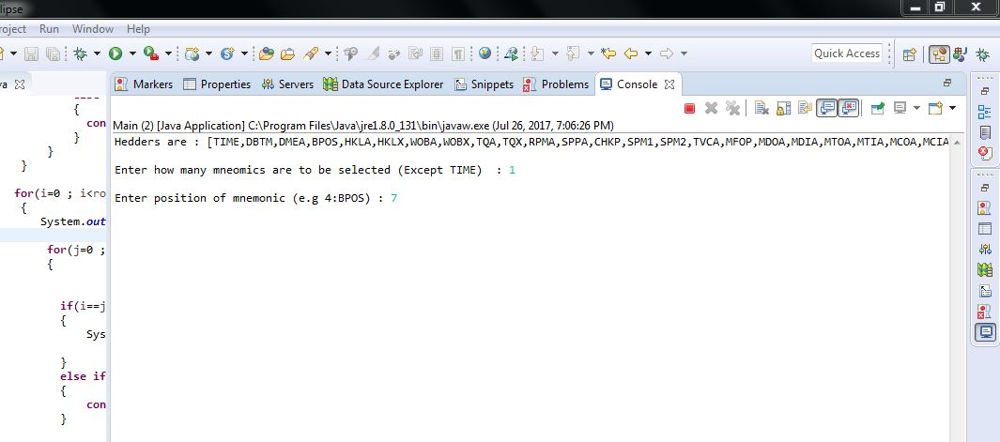 lipse
roject Run Window Help
Quick Access
va
Markers Properties Servers Data Source Explorer Snippets Problems Console
Main (2) [Java Application] C:\Program Files\Java\jre1.8.0_131\bin\javaw.exe (Jul 26, 2017, 7:06:26 PM)
Hedders are : [TIME,DBTM,DMEA,BPOS,HKLA,HKLX,WOBA,WOBX,TQA,TQX,RPMA,SPPA,CHKP,SPM1,SPM2,TVCA,MFOP,MDOA,MDIA,MTOA,MTIA,MCOA,MCIA
Enter how many mneomics are to be selected (Except TIME) : 1
Enter position of mnemonic (e.g 4:BPOS) : 7
{
con
}
}
}
for(i=0 ; i<ro
{
System.out
for(j=0 ;
{
if(i==j
{
Sys
}
else if
{
con
}